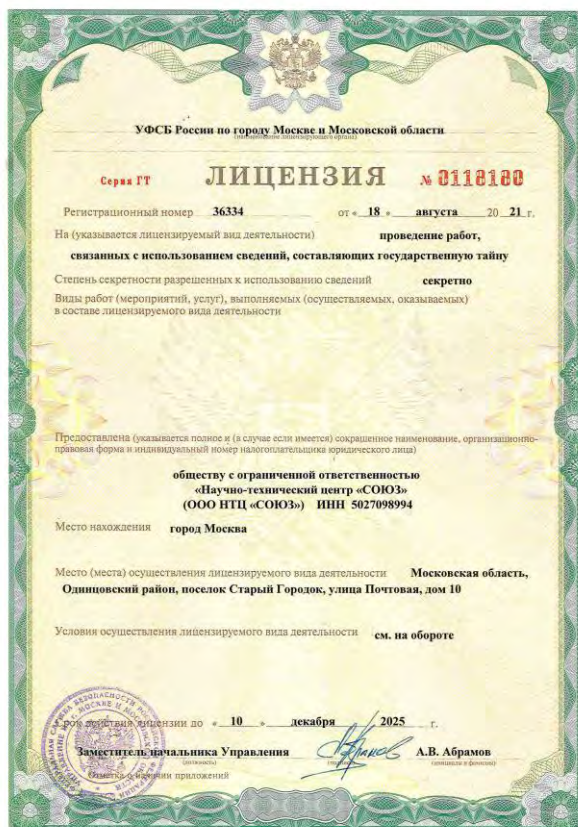 УФСБ России по городу Москве и Московской области
(наименование лицензирующего органа)
Серия ГТ ЛИЦЕНЗИЯ № 0118180
Регистрационный номер 36334 от « 18 » августа 20 21 г.
На (указывается лицензируемый вид деятельности) проведение работ,
связанных с использованием сведений, составляющих государственную тайну
Степень секретности разрешенных к использованию сведений секретно
Виды работ (мероприятий, услуг), выполняемых (осуществляемых, оказываемых)
в составе лицензируемого вида деятельности
Предоставлена (указывается полное и (в случае если имеется) сокращенное наименование, организационно-
правовая форма и индивидуальный номер налогоплательщика юридического лица)
обществу с ограниченной ответственностью
«Научно-технический центр «СОЮЗ»
(ООО НТЦ «СОЮЗ») ИНН 5027098994
Место нахождения город Москва
Место (места) осуществления лицензируемого вида деятельности Московская область,
Одинцовский район, поселок Старый Городок, улица Почтовая, дом 10
Условия осуществления лицензируемого вида деятельности см. на обороте
Срок действия лицензии до « 10 » декабря 2025 г.
Заместитель начальника Управления А.В. Абрамов
(должность) (подпись) (инициалы и фамилия)
Отметка о наличии приложений